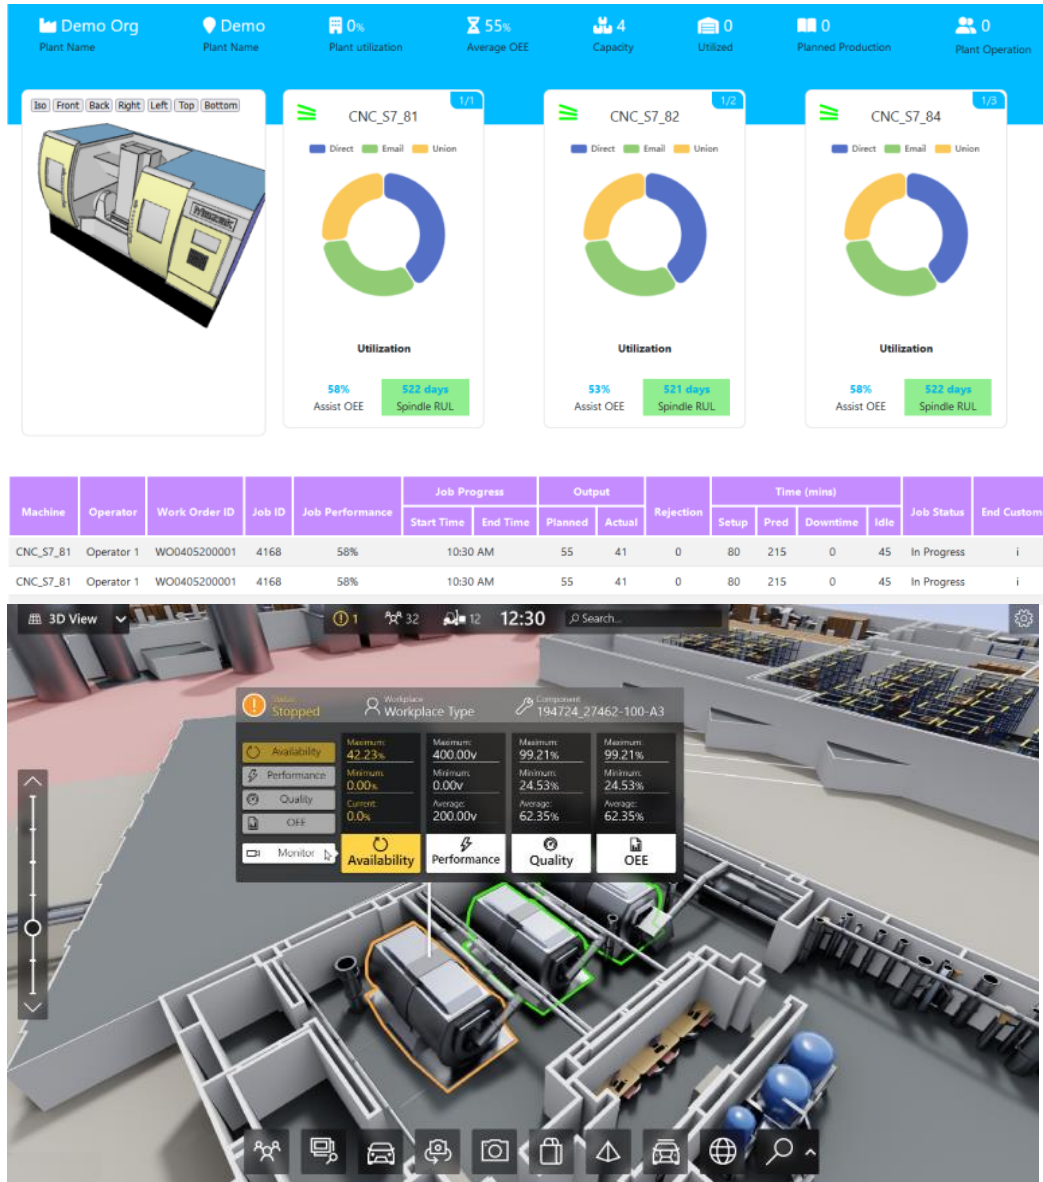 Demo Org Demo 0% 55% 4 0 0 0
Plant Name Plant Name Plant utilization Average OEE Capacity Utilized Planned Production Plant Operation
Iso Front Back Right Left Top Bottom
Mazak
1/1
CNC_S7_81
Direct Email Union
Utilization
58% 522 days
Assist OEE Spindle RUL
1/2
CNC_S7_82
Direct Email Union
Utilization
53% 521 days
Assist OEE Spindle RUL
1/3
CNC_S7_84
Direct Email Union
Utilization
58% 522 days
Assist OEE Spindle RUL
Machine Operator Work Order ID Job ID Job Performance Job Progress Output Rejection Time (mins) Job Status End Custom
Start Time End Time Planned Actual Setup Pred Downtime Idle
CNC_S7_81 Operator 1 WO0405200001 4168 58% 10:30 AM 55 41 0 80 215 0 45 In Progress i
CNC_S7_81 Operator 1 WO0405200001 4168 58% 10:30 AM 55 41 0 80 215 0 45 In Progress i
3D View 1 32 12 12:30 Search...
Status Workplace Component
Stopped Workplace Type 194724_27462-100-A3
Availability
Performance
Quality
OEE
Monitor
Maximum: Maximum: Maximum: Maximum:
42.23% 400.00v 99.21% 99.21%
Minimum: Minimum: Minimum: Minimum:
0.00% 0.00v 24.53% 24.53%
Current: Average: Average: Average:
0.0% 200.00v 62.35% 62.35%
Availability Performance Quality OEE